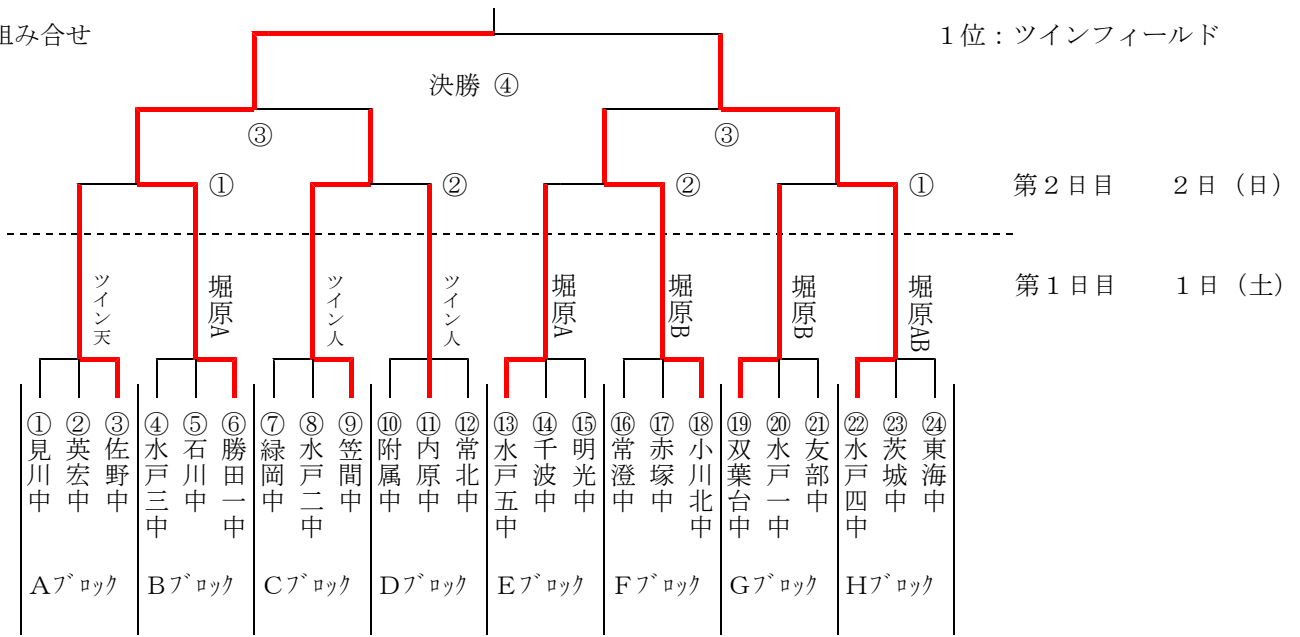 組み合せ
1位：ツインフィールド
決勝 ④
③
③
①
②
②
①
第２日目 ２日（日）
ツイン天
堀原A
ツイン人
ツイン人
堀原A
堀原B
堀原B
堀原AB
第１日目 １日（土）
①見川中
②英宏中
③佐野中
④水戸三中
⑤石川中
⑥勝田一中
⑦緑岡中
⑧水戸二中
⑨笠間中
⑩附属中
⑪内原中
⑫常北中
⑬水戸五中
⑭千波中
⑮明光中
⑯常澄中
⑰赤塚中
⑱小川北中
⑲双葉台中
⑳水戸一中
㉑友部中
㉒水戸四中
㉓茨城中
㉔東海中
Aﾌﾞﾛｯｸ
Bﾌﾞﾛｯｸ
Cﾌﾞﾛｯｸ
Dﾌﾞﾛｯｸ
Eﾌﾞﾛｯｸ
Fﾌﾞﾛｯｸ
Gﾌﾞﾛｯｸ
Hﾌﾞﾛｯｸ